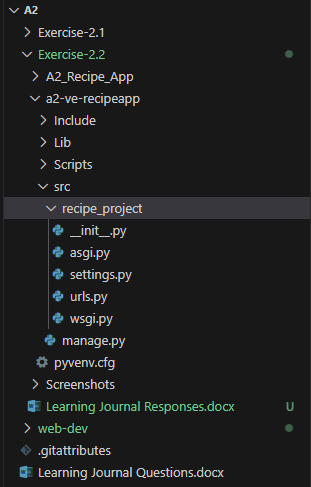 A2
Exercise-2.1
Exercise-2.2
A2_Recipe_App
a2-ve-recipeapp
Include
Lib
Scripts
src
recipe_project
__init__.py
asgi.py
settings.py
urls.py
wsgi.py
manage.py
pyvenv.cfg
Screenshots
Learning Journal Responses.docx U
web-dev
.gitattributes
Learning Journal Questions.docx